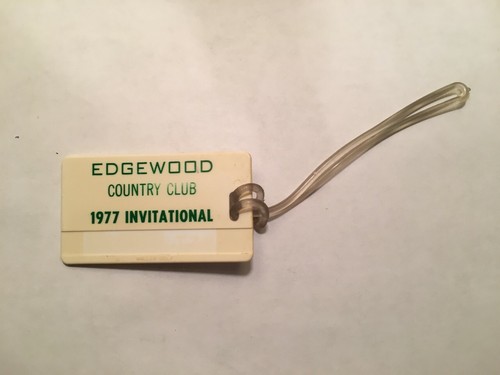 EDGEWOOD
COUNTRY CLUB
1977 INVITATIONAL